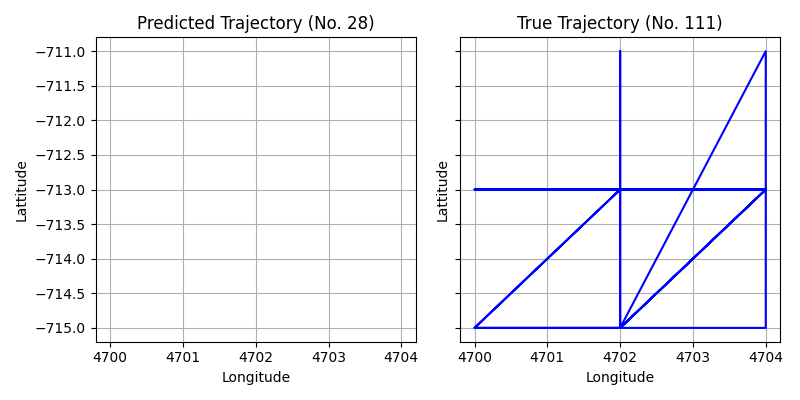 Predicted Trajectory (No. 28)
True Trajectory (No. 111)
Lattitude
−711.0
−711.5
−712.0
−712.5
−713.0
−713.5
−714.0
−714.5
−715.0
4700 4701 4702 4703 4704
Longitude
Lattitude
4700 4701 4702 4703 4704
Longitude